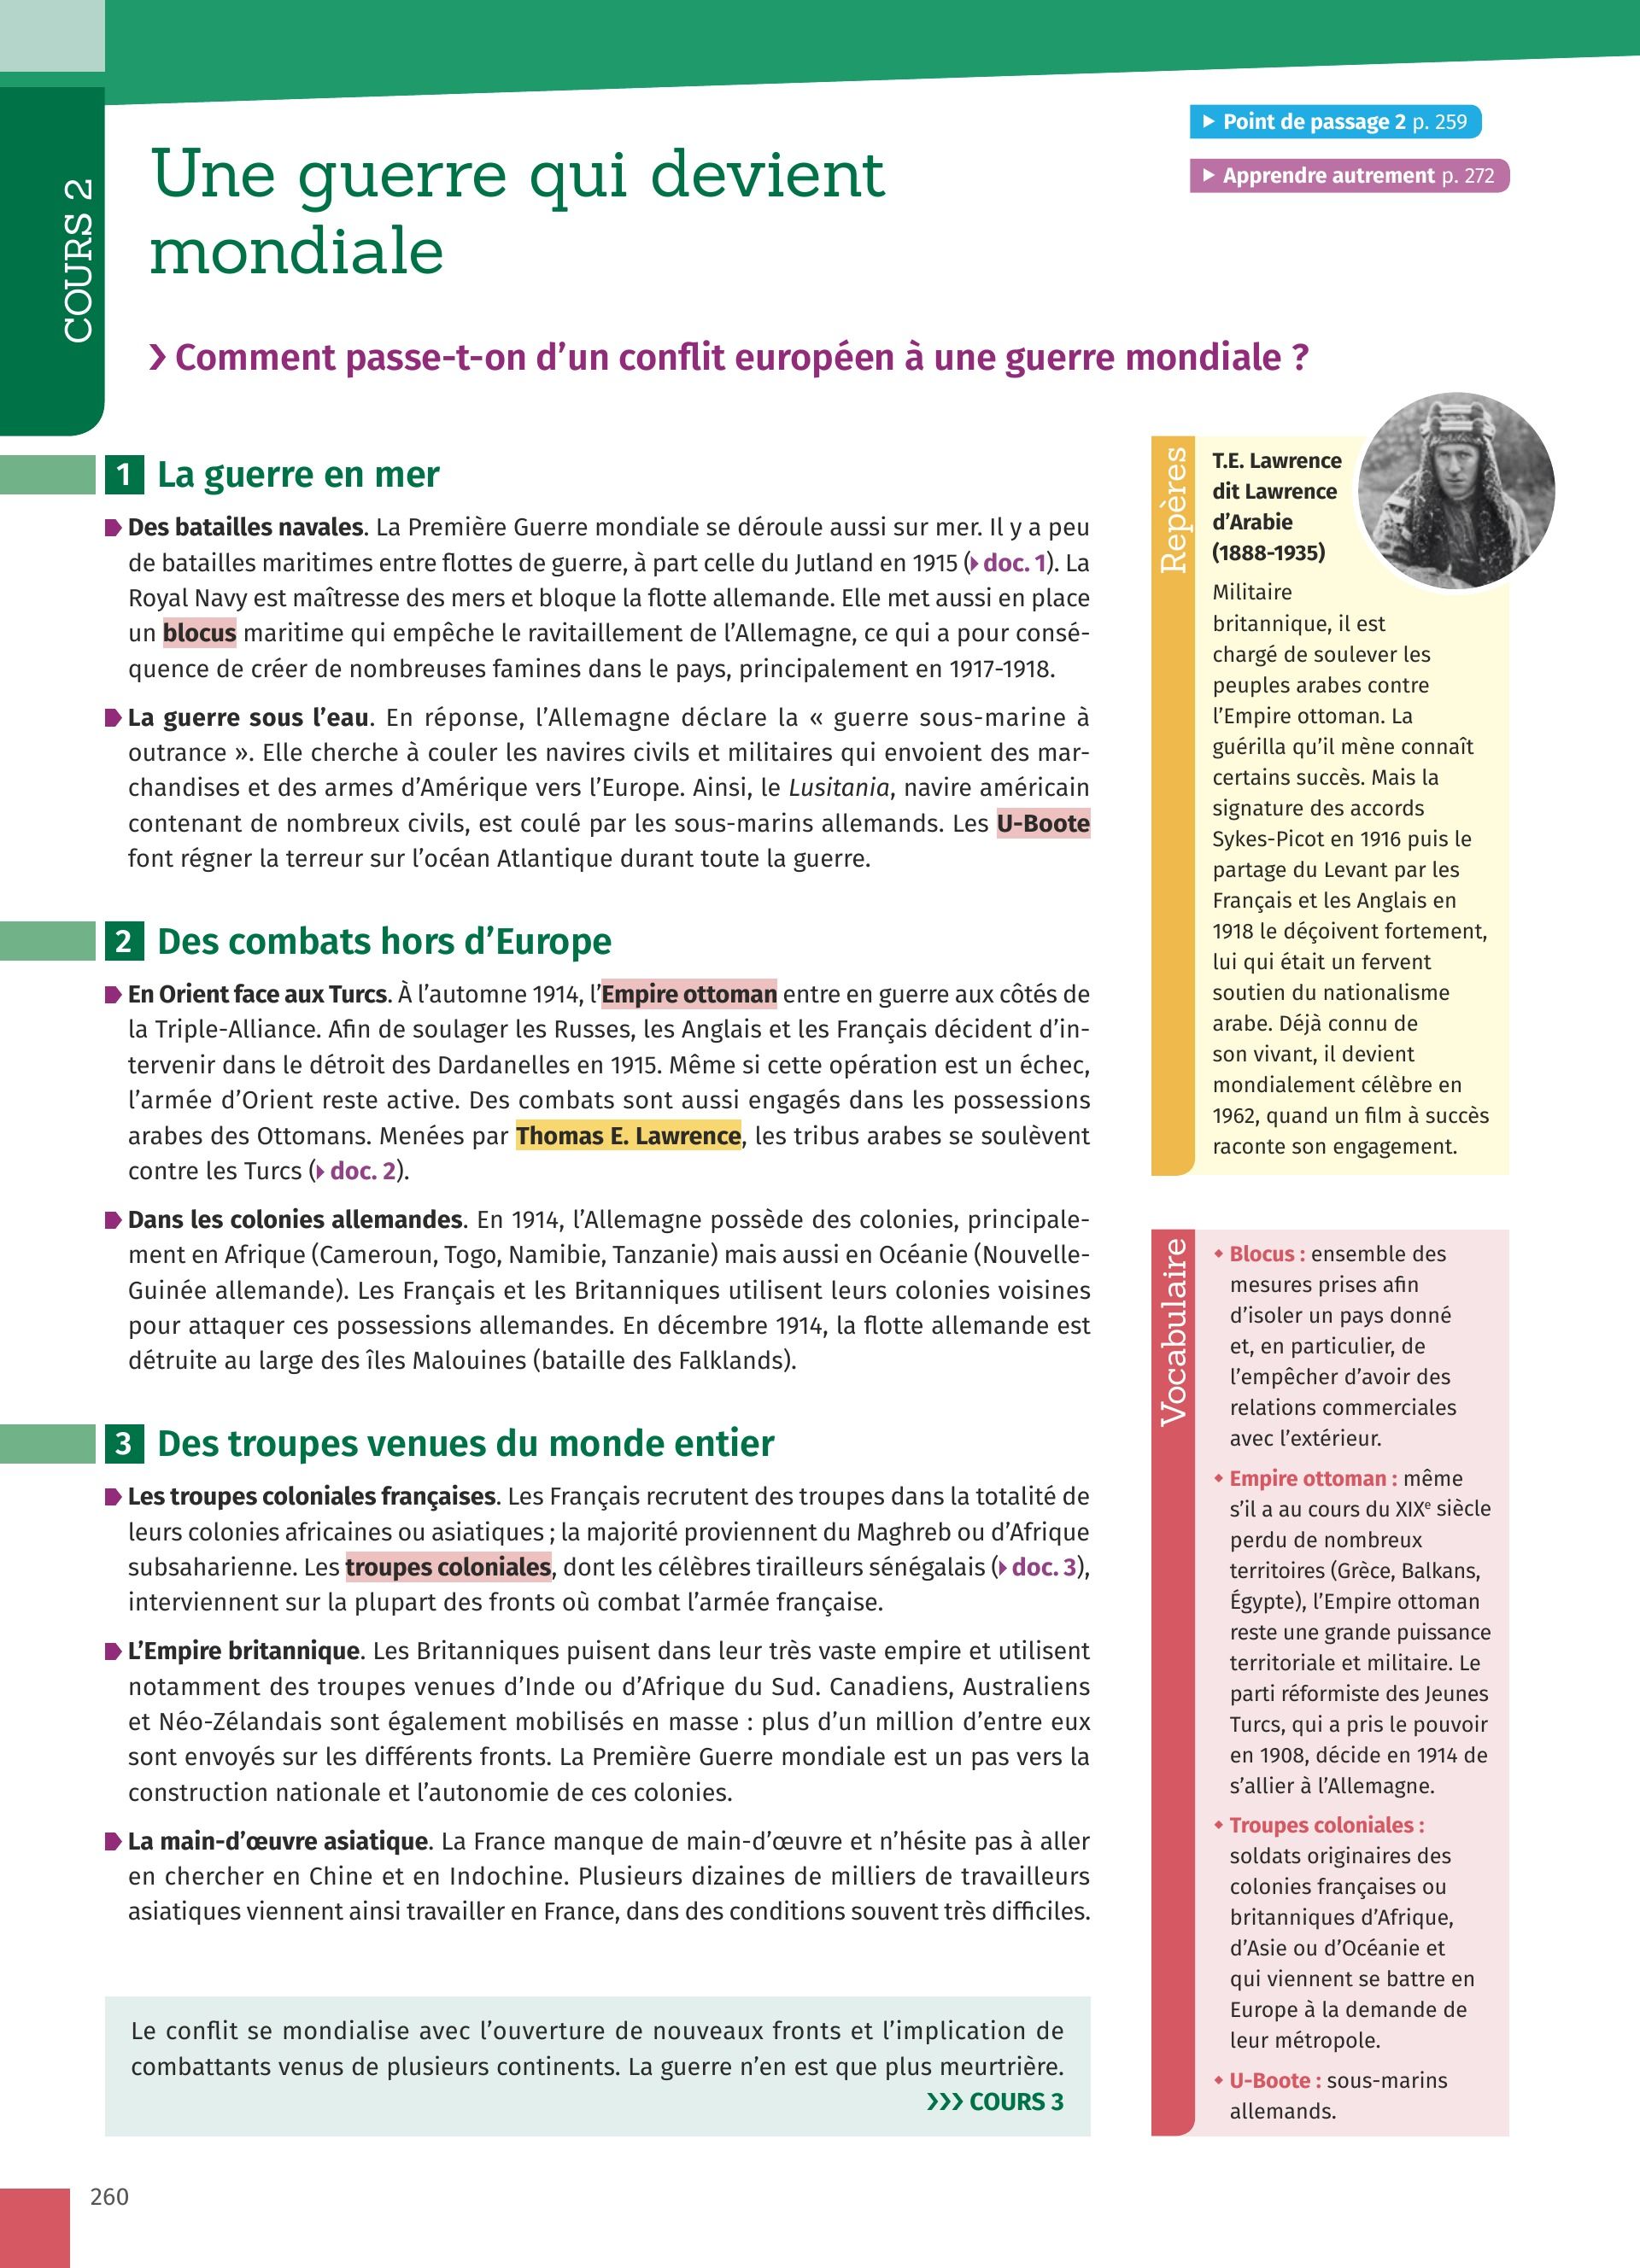 COURS 2
Point de passage 2 p. 259
Apprendre autrement p. 272
Une guerre qui devient
mondiale
Comment passe-t-on d’un conflit européen à une guerre mondiale ?
1 La guerre en mer
Des batailles navales. La Première Guerre mondiale se déroule aussi sur mer. Il y a peu
de batailles maritimes entre flottes de guerre, à part celle du Jutland en 1915 (doc. 1). La
Royal Navy est maîtresse des mers et bloque la flotte allemande. Elle met aussi en place
un blocus maritime qui empêche le ravitaillement de l’Allemagne, ce qui a pour consé-
quence de créer de nombreuses famines dans le pays, principalement en 1917-1918.
La guerre sous l’eau. En réponse, l’Allemagne déclare la « guerre sous-marine à
outrance ». Elle cherche à couler les navires civils et militaires qui envoient des mar-
chandises et des armes d’Amérique vers l’Europe. Ainsi, le Lusitania, navire américain
contenant de nombreux civils, est coulé par les sous-marins allemands. Les U-Boote
font régner la terreur sur l’océan Atlantique durant toute la guerre.
2 Des combats hors d’Europe
En Orient face aux Turcs. À l’automne 1914, l’Empire ottoman entre en guerre aux côtés de
la Triple-Alliance. Afin de soulager les Russes, les Anglais et les Français décident d’in-
tervenir dans le détroit des Dardanelles en 1915. Même si cette opération est un échec,
l’armée d’Orient reste active. Des combats sont aussi engagés dans les possessions
arabes des Ottomans. Menées par Thomas E. Lawrence, les tribus arabes se soulèvent
contre les Turcs (doc. 2).
Dans les colonies allemandes. En 1914, l’Allemagne possède des colonies, principale-
ment en Afrique (Cameroun, Togo, Namibie, Tanzanie) mais aussi en Océanie (Nouvelle-
Guinée allemande). Les Français et les Britanniques utilisent leurs colonies voisines
pour attaquer ces possessions allemandes. En décembre 1914, la flotte allemande est
détruite au large des îles Malouines (bataille des Falklands).
3 Des troupes venues du monde entier
Les troupes coloniales françaises. Les Français recrutent des troupes dans la totalité de
leurs colonies africaines ou asiatiques ; la majorité proviennent du Maghreb ou d’Afrique
subsaharienne. Les troupes coloniales, dont les célèbres tirailleurs sénégalais (doc. 3),
interviennent sur la plupart des fronts où combat l’armée française.
L’Empire britannique. Les Britanniques puisent dans leur très vaste empire et utilisent
notamment des troupes venues d’Inde ou d’Afrique du Sud. Canadiens, Australiens
et Néo-Zélandais sont également mobilisés en masse : plus d’un million d’entre eux
sont envoyés sur les différents fronts. La Première Guerre mondiale est un pas vers la
construction nationale et l’autonomie de ces colonies.
La main-d’œuvre asiatique. La France manque de main-d’œuvre et n’hésite pas à aller
en chercher en Chine et en Indochine. Plusieurs dizaines de milliers de travailleurs
asiatiques viennent ainsi travailler en France, dans des conditions souvent très difficiles.
Le conflit se mondialise avec l’ouverture de nouveaux fronts et l’implication de
combattants venus de plusieurs continents. La guerre n’en est que plus meurtrière.
COURS 3
Repères
T.E. Lawrence
dit Lawrence
d’Arabie
(1888-1935)
Militaire
britannique, il est
chargé de soulever les
peuples arabes contre
l’Empire ottoman. La
guérilla qu’il mène connaît
certains succès. Mais la
signature des accords
Sykes-Picot en 1916 puis le
partage du Levant par les
Français et les Anglais en
1918 le déçoivent fortement,
lui qui était un fervent
soutien du nationalisme
arabe. Déjà connu de
son vivant, il devient
mondialement célèbre en
1962, quand un film à succès
raconte son engagement.
Vocabulaire
Blocus : ensemble des
mesures prises afin
d’isoler un pays donné
et, en particulier, de
l’empêcher d’avoir des
relations commerciales
avec l’extérieur.
Empire ottoman : même
s’il a au cours du XIXe siècle
perdu de nombreux
territoires (Grèce, Balkans,
Égypte), l’Empire ottoman
reste une grande puissance
territoriale et militaire. Le
parti réformiste des Jeunes
Turcs, qui a pris le pouvoir
en 1908, décide en 1914 de
s’allier à l’Allemagne.
Troupes coloniales :
soldats originaires des
colonies françaises ou
britanniques d’Afrique,
d’Asie ou d’Océanie et
qui viennent se battre en
Europe à la demande de
leur métropole.
U-Boote : sous-marins
allemands.
260